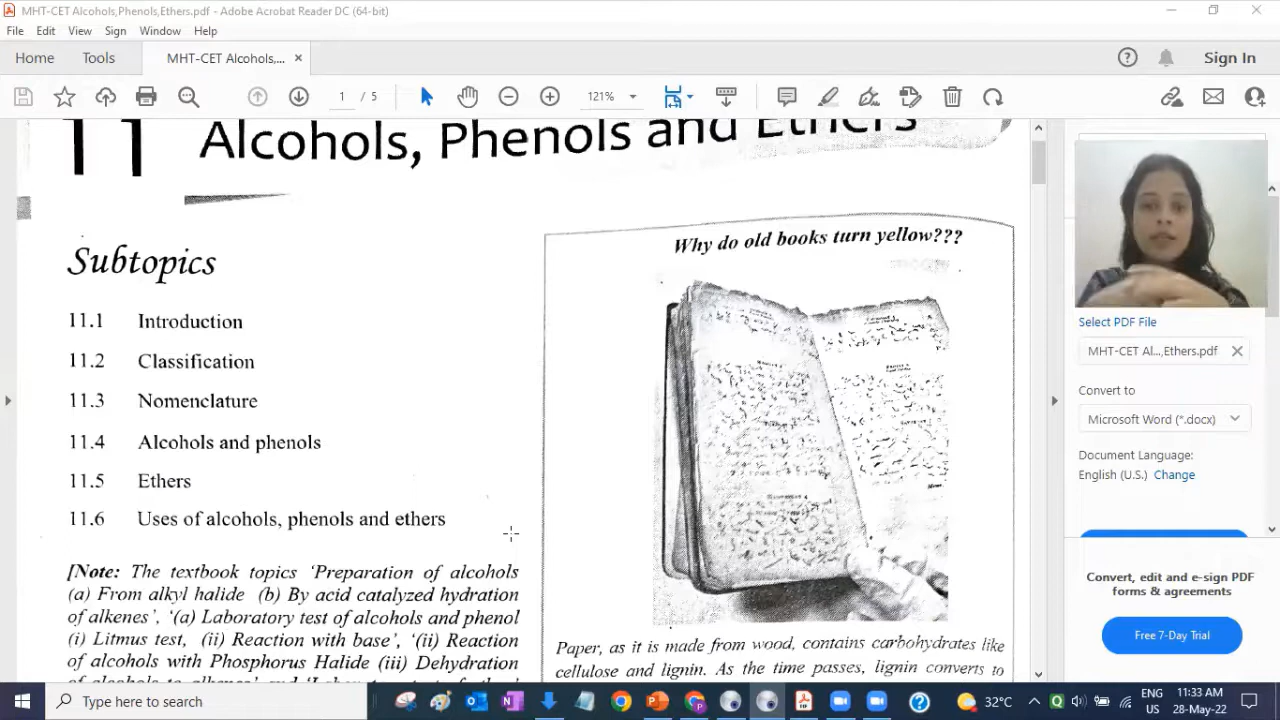 MHT-CET Alcohols,Phenols,Ethers.pdf - Adobe Acrobat Reader DC (64-bit)
File Edit View Sign Window Help
Home Tools MHT-CET Alcohols,... × Sign In
1 / 5 121%
11 Alcohols, Phenols and Ethers
Subtopics
11.1 Introduction
11.2 Classification
11.3 Nomenclature
11.4 Alcohols and phenols
11.5 Ethers
11.6 Uses of alcohols, phenols and ethers
[Note: The textbook topics 'Preparation of alcohols
(a) From alkyl halide (b) By acid catalyzed hydration
of alkenes', '(a) Laboratory test of alcohols and phenol
(i) Litmus test, (ii) Reaction with base', '(ii) Reaction
of alcohols with Phosphorus Halide (iii) Dehydration
Why do old books turn yellow???
Paper, as it is made from wood, contains carbohydrates like
cellulose and lignin. As the time passes, lignin converts to
Select PDF File
MHT-CET Al...,Ethers.pdf
Convert to
Microsoft Word (*.docx)
Document Language:
English (U.S.) Change
Convert, edit and e-sign PDF
forms & agreements
Free 7-Day Trial
Type here to search
32°C
ENG
US
11:33 AM
28-May-22